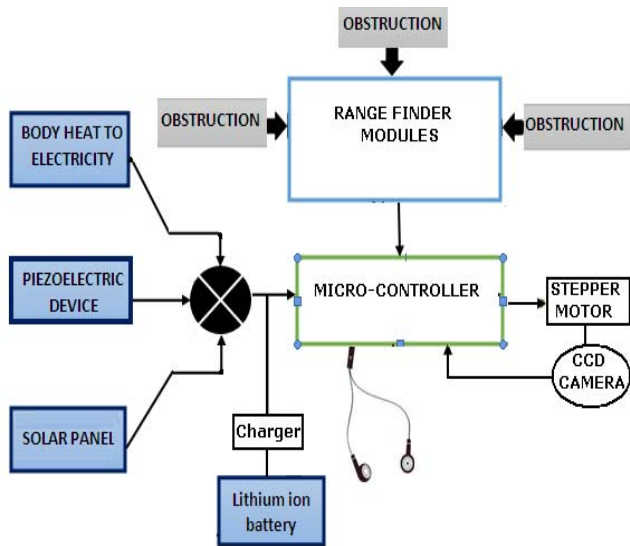 OBSTRUCTION
OBSTRUCTION
RANGE FINDER
MODULES
OBSTRUCTION
BODY HEAT TO
ELECTRICITY
PIEZOELECTRIC
DEVICE
SOLAR PANEL
MICRO-CONTROLLER
STEPPER
MOTOR
CCD
CAMERA
Charger
Lithium ion
battery